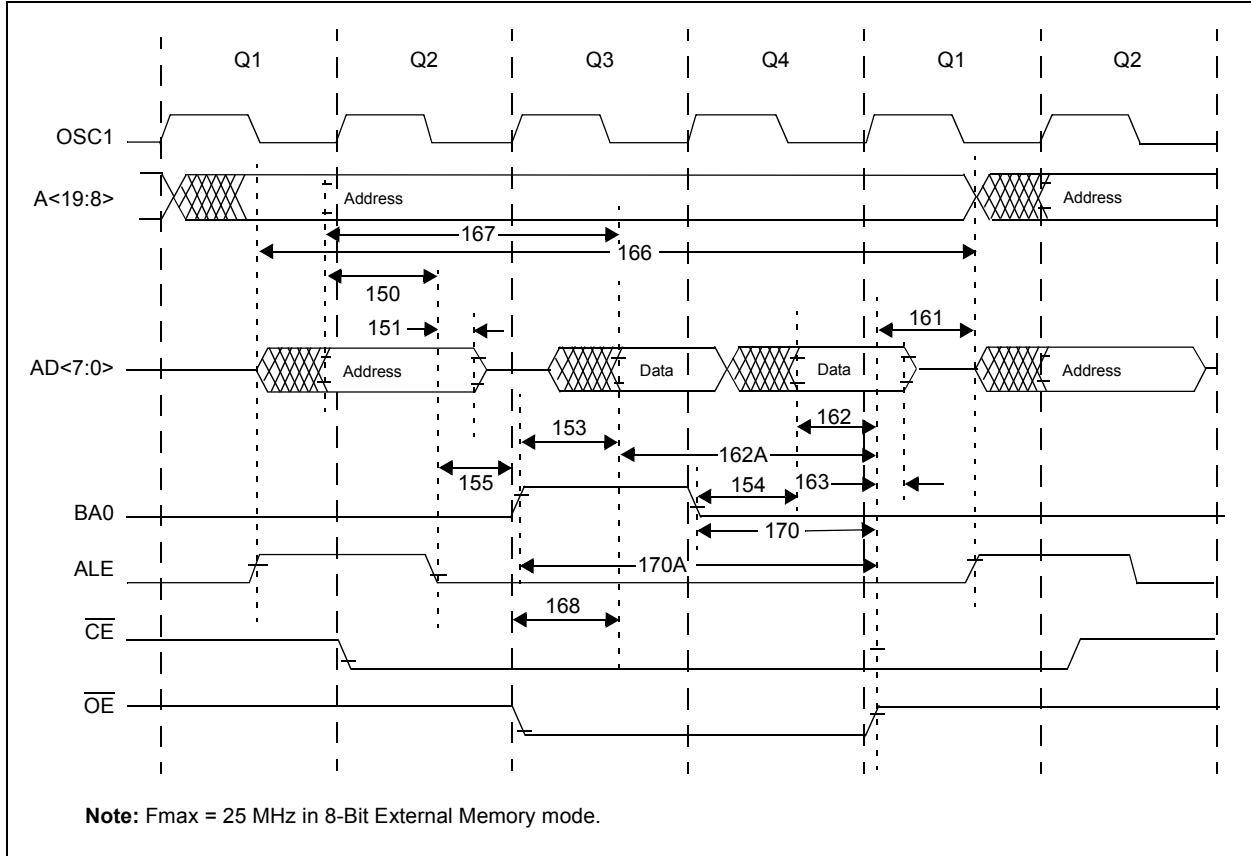 Q1 Q2 Q3 Q4 Q1 Q2
OSC1
A<19:8>
Address Address
167
166
150
151 161
AD<7:0>
Address Data Data Address
162
153
162A
155 154 163
BA0
170
170A
ALE
168
CE
OE
Note: Fmax = 25 MHz in 8-Bit External Memory mode.